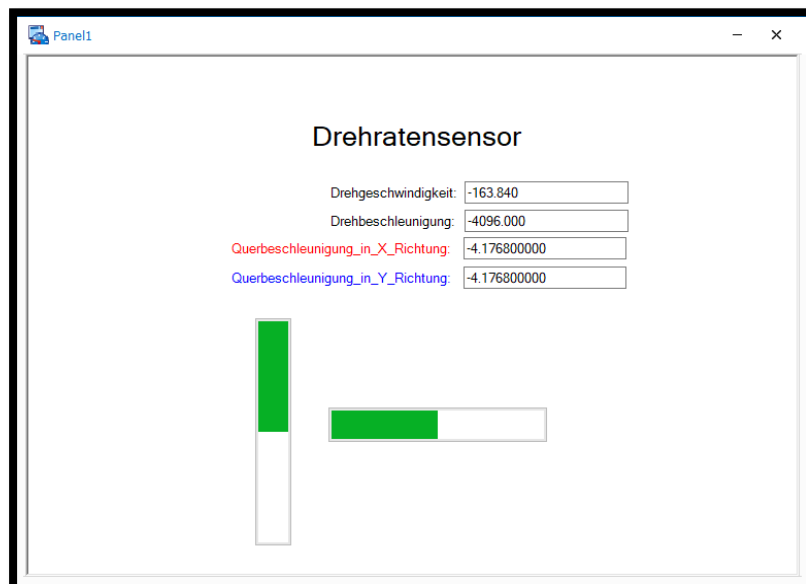 Panel1
Drehratensensor
Drehgeschwindigkeit: -163.840
Drehbeschleunigung: -4096.000
Querbeschleunigung_in_X_Richtung: -4.176800000
Querbeschleunigung_in_Y_Richtung: -4.176800000